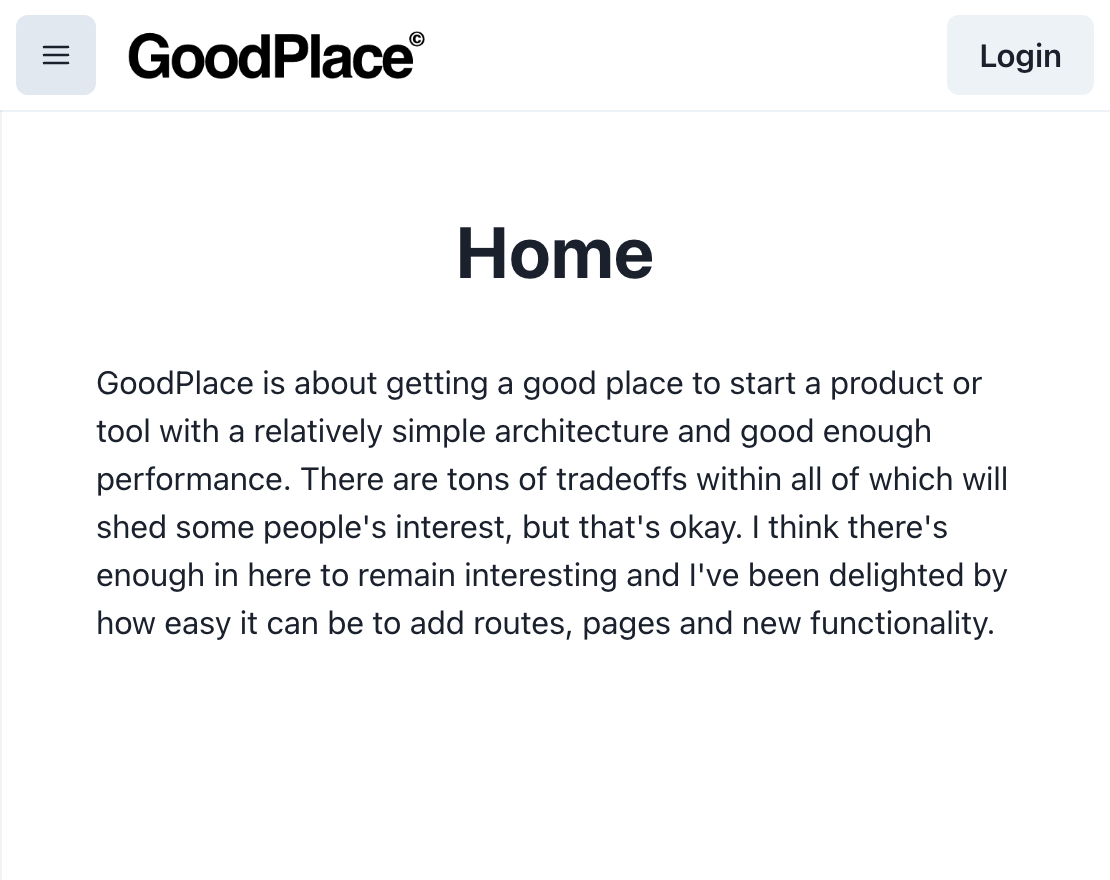 GoodPlace©
Login
Home
GoodPlace is about getting a good place to start a product or
tool with a relatively simple architecture and good enough
performance. There are tons of tradeoffs within all of which will
shed some people's interest, but that's okay. I think there's
enough in here to remain interesting and I've been delighted by
how easy it can be to add routes, pages and new functionality.